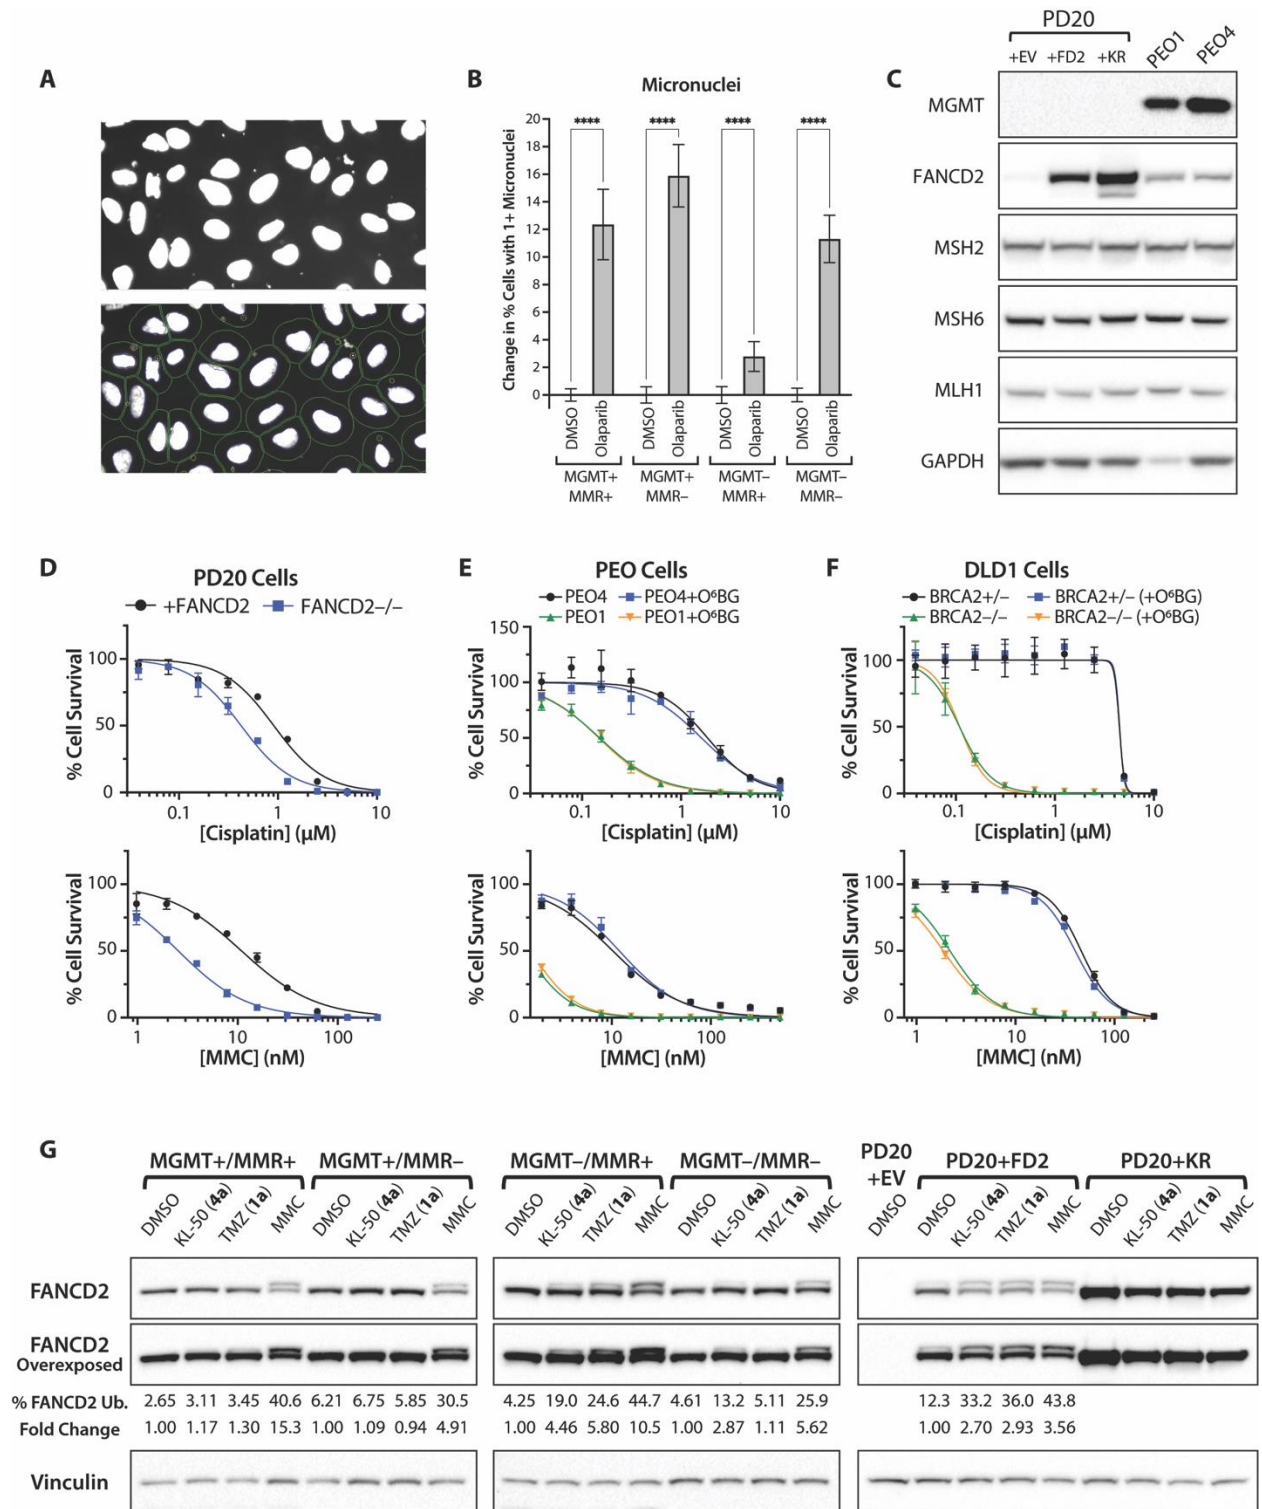 A
B
Micronuclei
Change in % Cells with 1+ Micronuclei
20
18
16
14
12
10
8
6
4
2
0
**** **** **** ****
DMSO Olaparib DMSO Olaparib DMSO Olaparib DMSO Olaparib
MGMT+ MGMT+ MGMT– MGMT–
MMR+ MMR– MMR+ MMR–
C
PD20
+EV +FD2 +KR PEO1 PEO4
MGMT
FANCD2
MSH2
MSH6
MLH1
GAPDH
D
PD20 Cells
+FANCD2 FANCD2–/–
% Cell Survival
100
50
0
0.1 1 10
[Cisplatin] (μM)
% Cell Survival
100
50
0
1 10 100
[MMC] (nM)
E
PEO Cells
PEO4 PEO4+O⁶BG
PEO1 PEO1+O⁶BG
% Cell Survival
150
100
50
0
0.1 1 10
[Cisplatin] (μM)
% Cell Survival
100
50
0
10 100
[MMC] (nM)
F
DLD1 Cells
BRCA2+/– BRCA2+/– (+O⁶BG)
BRCA2–/– BRCA2–/– (+O⁶BG)
% Cell Survival
100
50
0
0.1 1 10
[Cisplatin] (μM)
% Cell Survival
100
50
0
1 10 100
[MMC] (nM)
G
MGMT+/MMR+ MGMT+/MMR– MGMT–/MMR+ MGMT–/MMR– PD20 +EV PD20+FD2 PD20+KR
DMSO KL-50 (4a) TMZ (1a) MMC DMSO KL-50 (4a) TMZ (1a) MMC DMSO KL-50 (4a) TMZ (1a) MMC DMSO KL-50 (4a) TMZ (1a) MMC DMSO DMSO KL-50 (4a) TMZ (1a) MMC DMSO KL-50 (4a) TMZ (1a) MMC
FANCD2
FANCD2
Overexposed
% FANCD2 Ub. 2.65 3.11 3.45 40.6 6.21 6.75 5.85 30.5 4.25 19.0 24.6 44.7 4.61 13.2 5.11 25.9 12.3 33.2 36.0 43.8
Fold Change 1.00 1.17 1.30 15.3 1.00 1.09 0.94 4.91 1.00 4.46 5.80 10.5 1.00 2.87 1.11 5.62 1.00 2.70 2.93 3.56
Vinculin